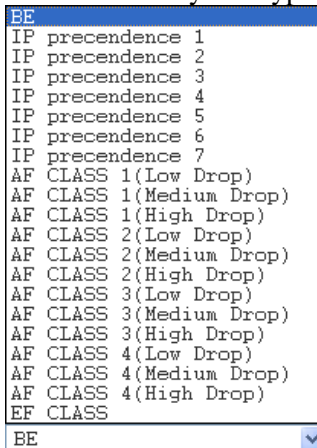 BE
IP precendence 1
IP precendence 2
IP precendence 3
IP precendence 4
IP precendence 5
IP precendence 6
IP precendence 7
AF CLASS 1(Low Drop)
AF CLASS 1(Medium Drop)
AF CLASS 1(High Drop)
AF CLASS 2(Low Drop)
AF CLASS 2(Medium Drop)
AF CLASS 2(High Drop)
AF CLASS 3(Low Drop)
AF CLASS 3(Medium Drop)
AF CLASS 3(High Drop)
AF CLASS 4(Low Drop)
AF CLASS 4(Medium Drop)
AF CLASS 4(High Drop)
EF CLASS
BE